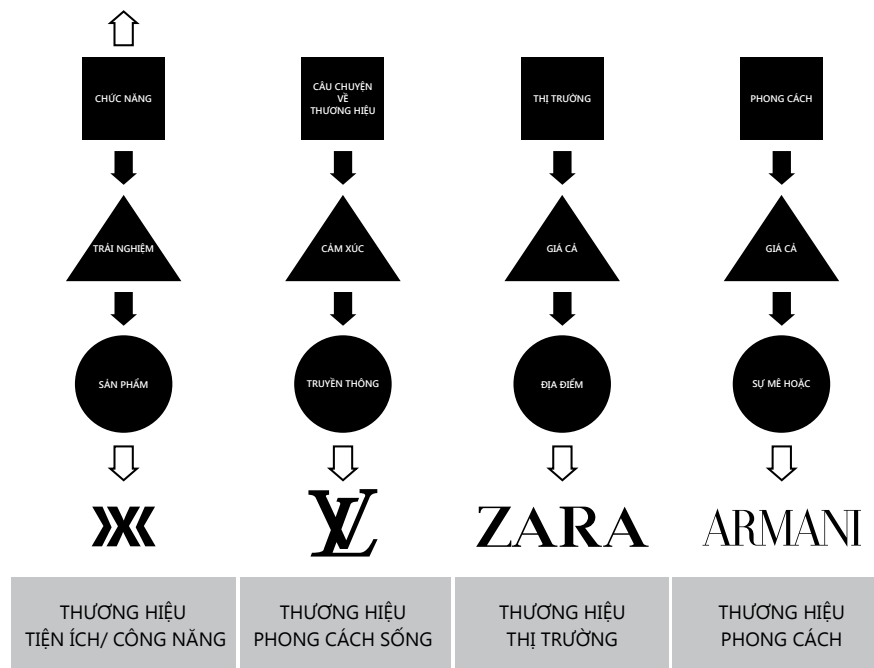 CHỨC NĂNG
CÂU CHUYỆN
VỀ
THƯƠNG HIỆU
THỊ TRƯỜNG
PHONG CÁCH
TRẢI NGHIỆM
CẢM XÚC
GIÁ CẢ
GIÁ CẢ
SẢN PHẨM
TRUYỀN THÔNG
ĐỊA ĐIỂM
SỰ MÊ HOẶC
LV
ZARA
ARMANI
THƯƠNG HIỆU
TIỆN ÍCH/ CÔNG NĂNG
THƯƠNG HIỆU
PHONG CÁCH SỐNG
THƯƠNG HIỆU
THỊ TRƯỜNG
THƯƠNG HIỆU
PHONG CÁCH